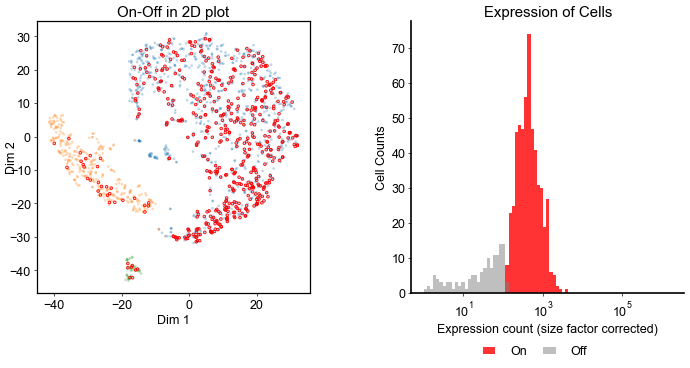 On-Off in 2D plot
Dim 2
30
20
10
0
−10
−20
−30
−40
−40 −20 0 20
Dim 1
Expression of Cells
Cell Counts
70
60
50
40
30
20
10
0
10^1 10^3 10^5
Expression count (size factor corrected)
On Off